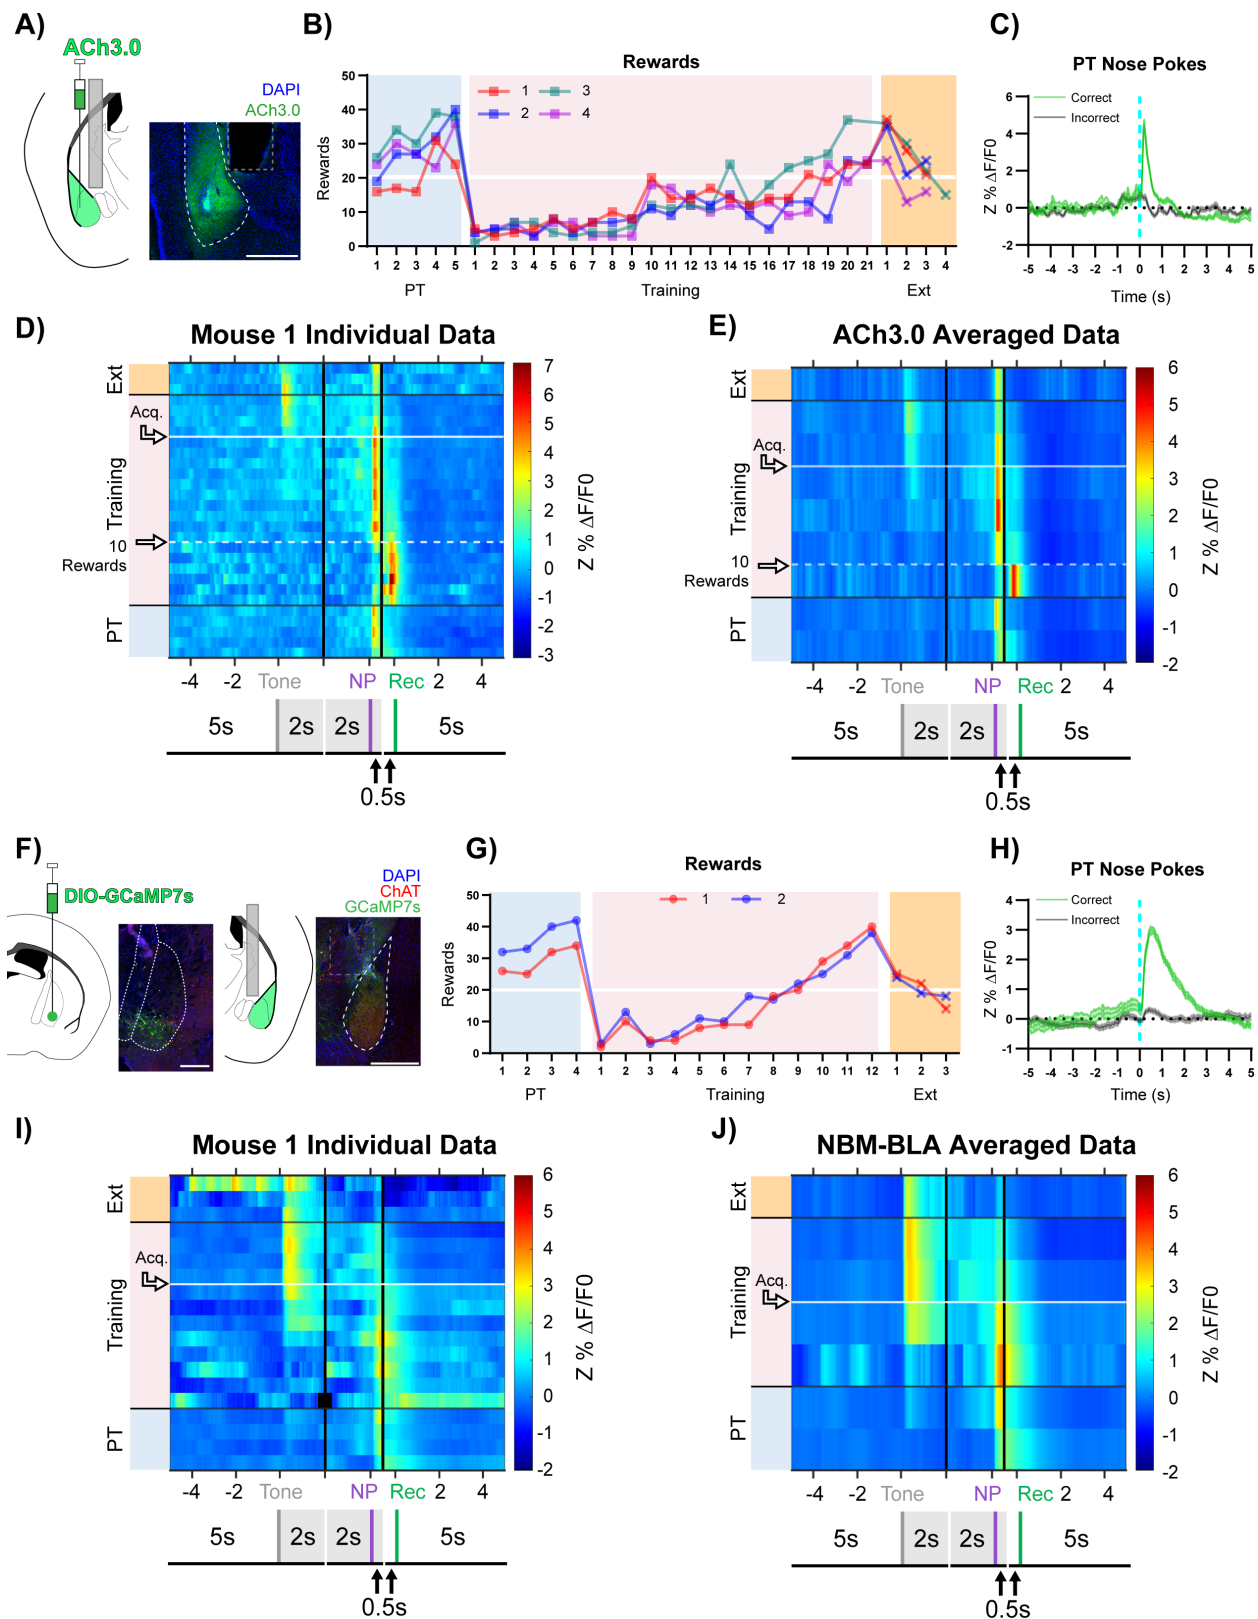 A)
ACh3.0
DAPI
ACh3.0
B)
Rewards
Rewards
50
40
30
20
10
0
1
2
3
4
1 2 3 4 5 1 2 3 4 5 6 7 8 9 10 11 12 13 14 15 16 17 18 19 20 21 1 2 3 4
PT Training Ext
C)
PT Nose Pokes
Correct
Incorrect
Z % ΔF/F0
6
4
2
0
-2
-5 -4 -3 -2 -1 0 1 2 3 4 5
Time (s)
D)
Mouse 1 Individual Data
Ext
Acq.
Training
10
Rewards
PT
7
6
5
4
3
2
1
0
-1
-2
-3
Z % ΔF/F0
-4 -2 Tone NP Rec 2 4
5s 2s 2s 5s
0.5s
E)
ACh3.0 Averaged Data
Ext
Acq.
Training
10
Rewards
PT
6
5
4
3
2
1
0
-1
-2
Z % ΔF/F0
-4 -2 Tone NP Rec 2 4
5s 2s 2s 5s
0.5s
F)
DIO-GCaMP7s
DAPI
ChAT
GCaMP7s
G)
Rewards
Rewards
50
40
30
20
10
0
1
2
1 2 3 4 1 2 3 4 5 6 7 8 9 10 11 12 1 2 3
PT Training Ext
H)
PT Nose Pokes
Correct
Incorrect
Z % ΔF/F0
4
3
2
1
0
-1
-5 -4 -3 -2 -1 0 1 2 3 4 5
Time (s)
I)
Mouse 1 Individual Data
Ext
Acq.
Training
PT
6
5
4
3
2
1
0
-1
-2
Z % ΔF/F0
-4 -2 Tone NP Rec 2 4
5s 2s 2s 5s
0.5s
J)
NBM-BLA Averaged Data
Ext
Acq.
Training
PT
6
5
4
3
2
1
0
-1
-2
Z % ΔF/F0
-4 -2 Tone NP Rec 2 4
5s 2s 2s 5s
0.5s